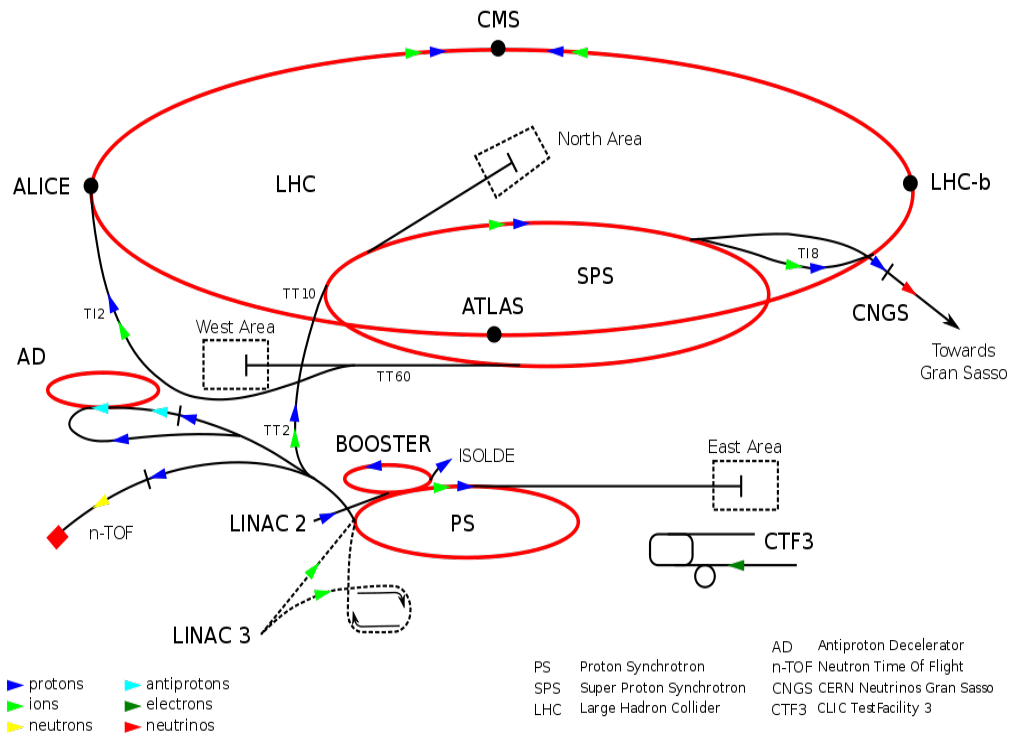 CMS
North Area
ALICE
LHC
LHC-b
TI8
SPS
TT10
ATLAS
CNGS
TI2
West Area
Towards
Gran Sasso
AD
TT60
TT2
BOOSTER
ISOLDE
East Area
LINAC 2
PS
n-TOF
CTF3
LINAC 3
protons
ions
neutrons
antiprotons
electrons
neutrinos
PS Proton Synchrotron
SPS Super Proton Synchrotron
LHC Large Hadron Collider
AD Antiproton Decelerator
n-TOF Neutron Time Of Flight
CNGS CERN Neutrinos Gran Sasso
CTF3 CLIC TestFacility 3